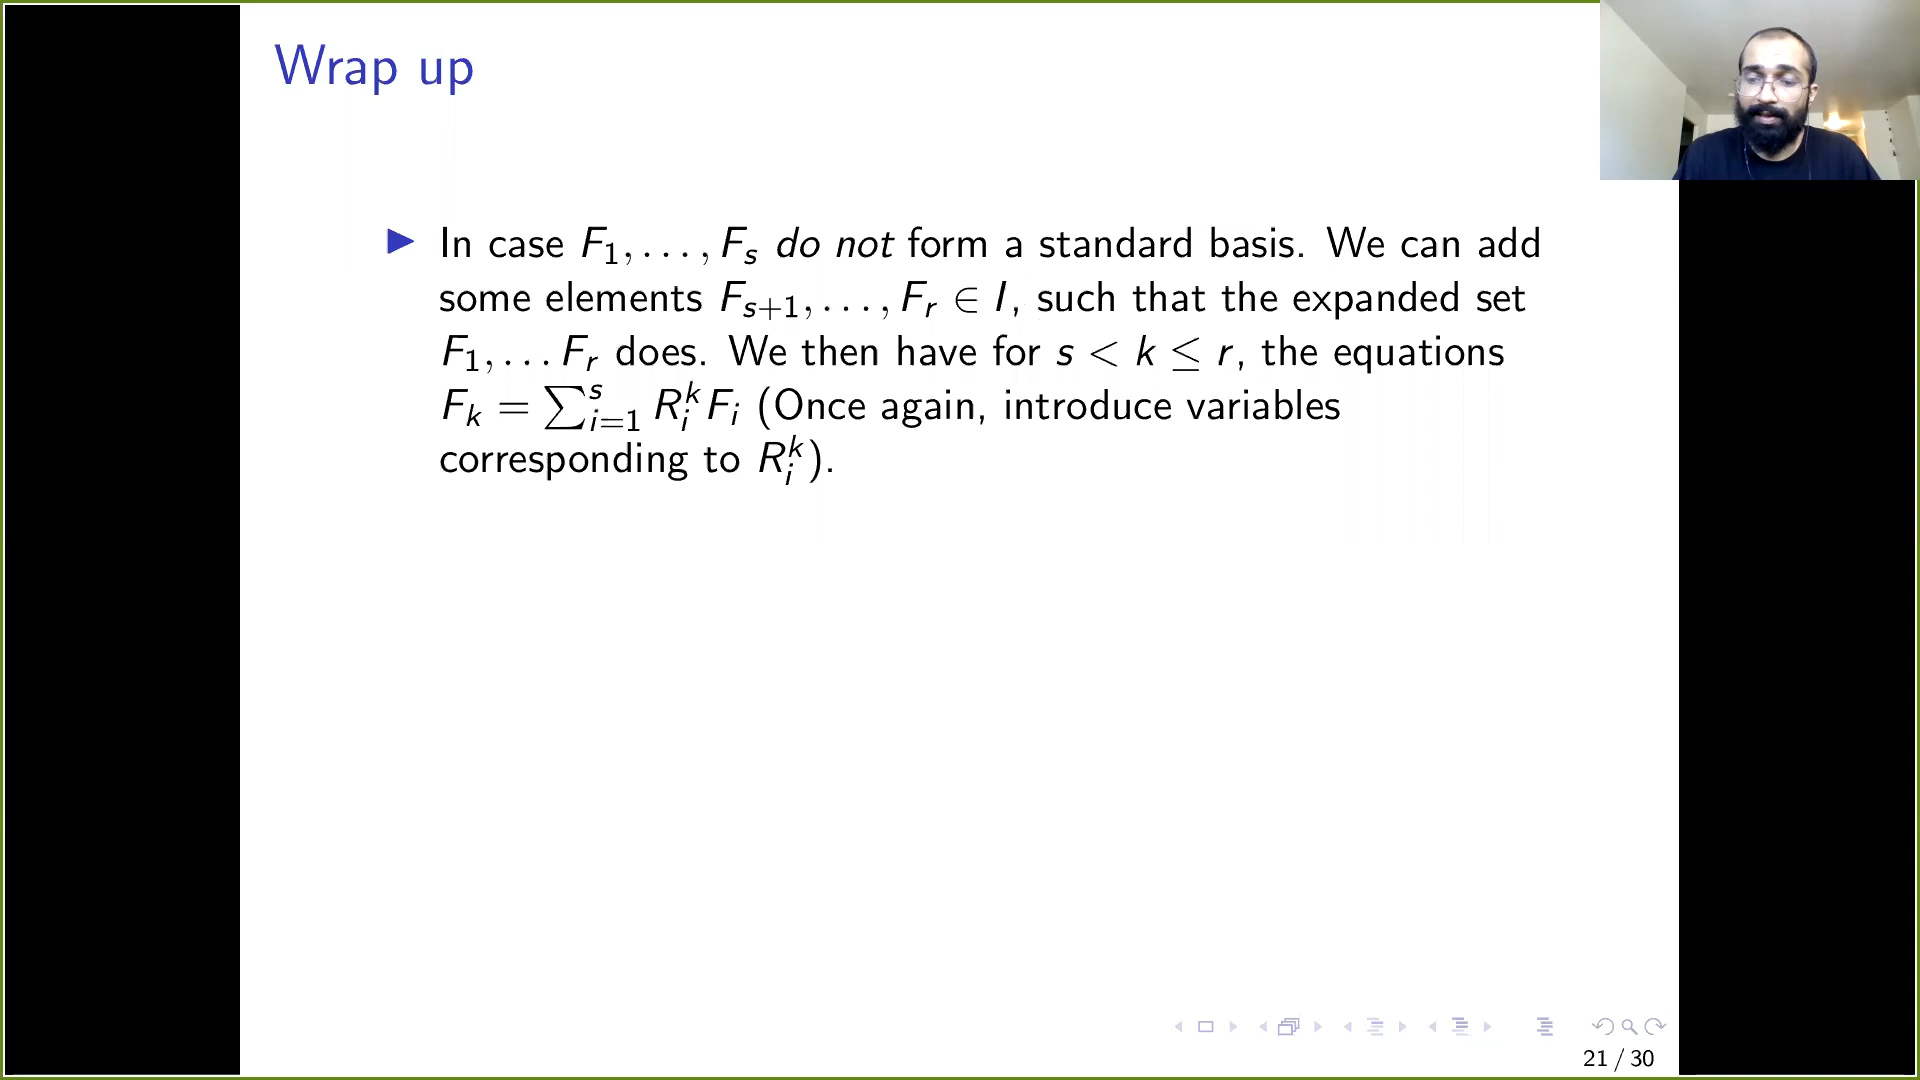 Wrap up
▶ In case F₁, . . . , Fₛ do not form a standard basis. We can add
some elements Fₛ₊₁, . . . , Fᵣ ∈ I, such that the expanded set
F₁, . . . Fᵣ does. We then have for s < k ≤ r, the equations
Fₖ = ∑ˢᵢ₌₁ Rᵢᵏ Fᵢ (Once again, introduce variables
corresponding to Rᵢᵏ).
21 / 30